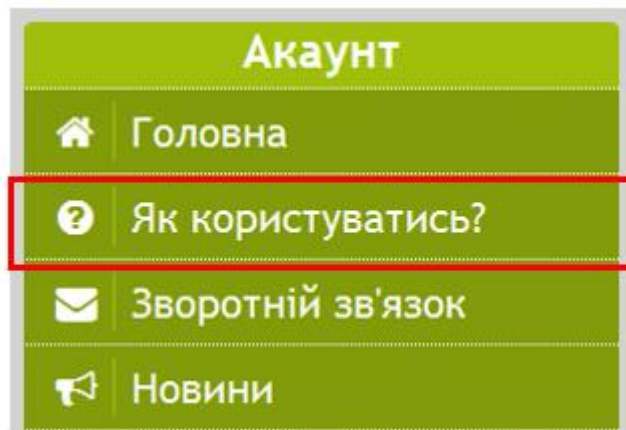 Акаунт
Головна
Як користуватись?
Зворотній зв'язок
Новини